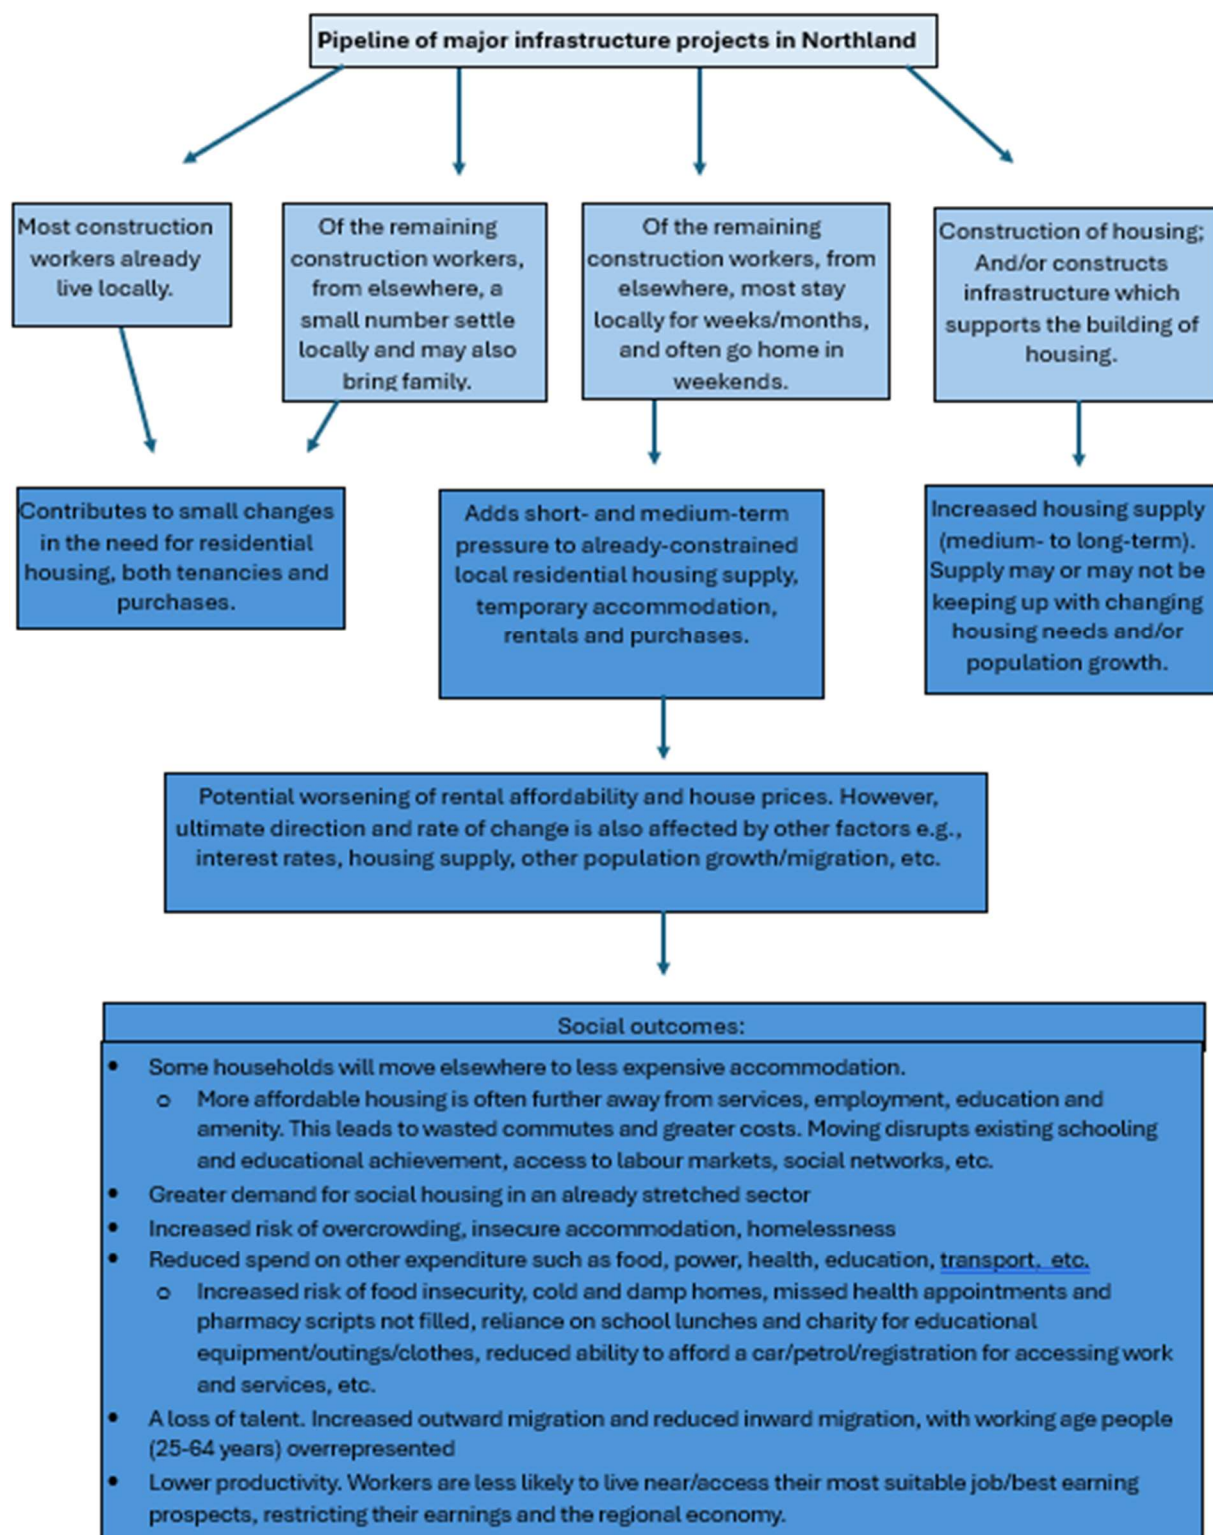 Pipeline of major infrastructure projects in Northland
Most construction
workers already
live locally.
Of the remaining
construction workers,
from elsewhere, a
small number settle
locally and may also
bring family.
Of the remaining
construction workers, from
elsewhere, most stay
locally for weeks/months,
and often go home in
weekends.
Construction of housing;
And/or constructs
infrastructure which
supports the building of
housing.
Contributes to small changes
in the need for residential
housing, both tenancies and
purchases.
Adds short- and medium-term
pressure to already-constrained
local residential housing supply,
temporary accommodation,
rentals and purchases.
Increased housing supply
(medium- to long-term).
Supply may or may not be
keeping up with changing
housing needs and/or
population growth.
Potential worsening of rental affordability and house prices. However,
ultimate direction and rate of change is also affected by other factors e.g.,
interest rates, housing supply, other population growth/migration, etc.
Social outcomes:
• Some households will move elsewhere to less expensive accommodation.
o More affordable housing is often further away from services, employment, education and
amenity. This leads to wasted commutes and greater costs. Moving disrupts existing schooling
and educational achievement, access to labour markets, social networks, etc.
• Greater demand for social housing in an already stretched sector
• Increased risk of overcrowding, insecure accommodation, homelessness
• Reduced spend on other expenditure such as food, power, health, education, transport, etc.
o Increased risk of food insecurity, cold and damp homes, missed health appointments and
pharmacy scripts not filled, reliance on school lunches and charity for educational
equipment/outings/clothes, reduced ability to afford a car/petrol/registration for accessing work
and services, etc.
• A loss of talent. Increased outward migration and reduced inward migration, with working age people
(25-64 years) overrepresented
• Lower productivity. Workers are less likely to live near/access their most suitable job/best earning
prospects, restricting their earnings and the regional economy.